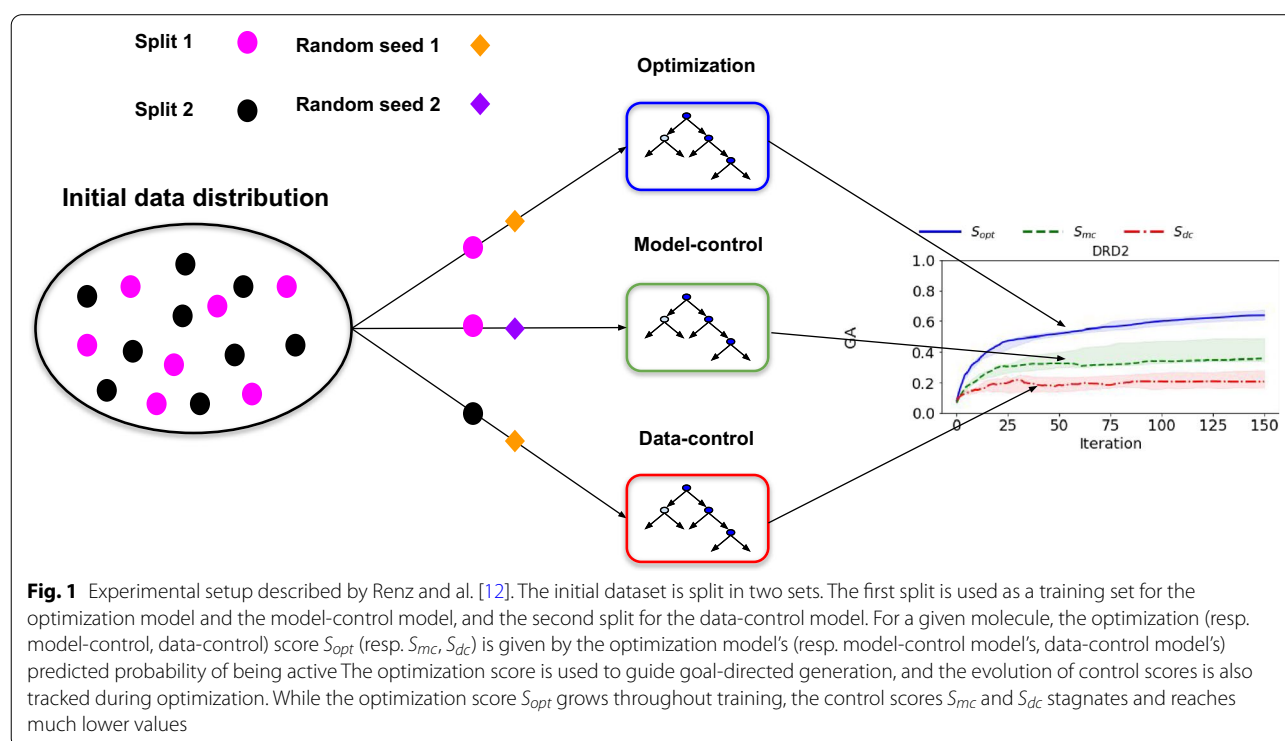 Split 1
Random seed 1
Split 2
Random seed 2
Initial data distribution
Optimization
Model-control
Data-control
S_opt S_mc S_dc
DRD2
GA
1.0
0.8
0.6
0.4
0.2
0.0
0 25 50 75 100 125 150
Iteration
Fig. 1 Experimental setup described by Renz and al. [12]. The initial dataset is split in two sets. The first split is used as a training set for the
optimization model and the model-control model, and the second split for the data-control model. For a given molecule, the optimization (resp.
model-control, data-control) score S_opt (resp. S_mc, S_dc) is given by the optimization model's (resp. model-control model's, data-control model's)
predicted probability of being active The optimization score is used to guide goal-directed generation, and the evolution of control scores is also
tracked during optimization. While the optimization score S_opt grows throughout training, the control scores S_mc and S_dc stagnates and reaches
much lower values